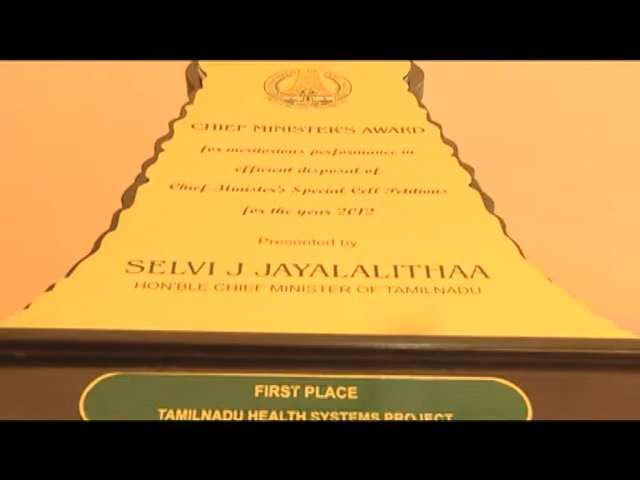 CHIEF MINISTER'S AWARD
for meritorious performance in
efficient disposal of
Chief Minister's Special Cell Petitions
for the year 2012
Presented by
SELVI J JAYALALITHAA
HON'BLE CHIEF MINISTER OF TAMILNADU
FIRST PLACE
TAMILNADU HEALTH SYSTEMS PROJECT